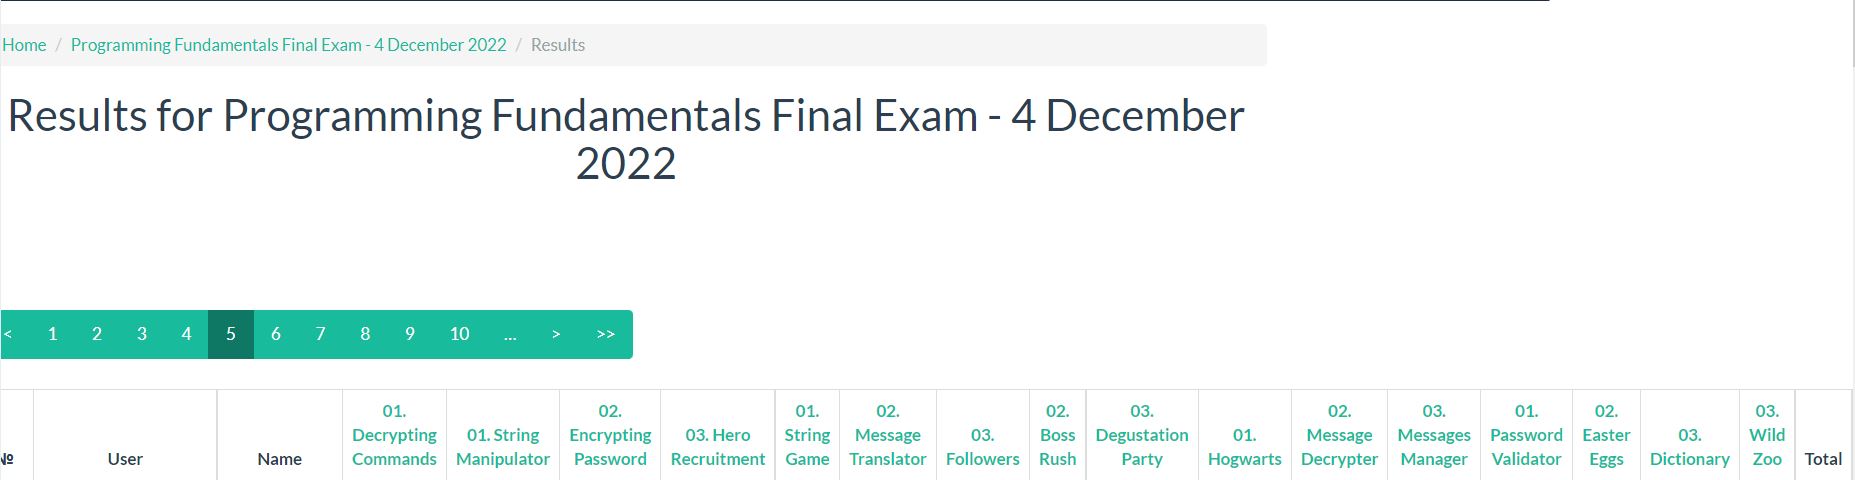 Home / Programming Fundamentals Final Exam - 4 December 2022 / Results
Results for Programming Fundamentals Final Exam - 4 December
2022
< 1 2 3 4 5 6 7 8 9 10 ... > >>
№
User
Name
01.
Decrypting
Commands
01. String
Manipulator
02.
Encrypting
Password
03. Hero
Recruitment
01.
String
Game
02.
Message
Translator
03.
Followers
02.
Boss
Rush
03.
Degustation
Party
01.
Hogwarts
02.
Message
Decrypter
03.
Messages
Manager
01.
Password
Validator
02.
Easter
Eggs
03.
Dictionary
03.
Wild
Zoo
Total